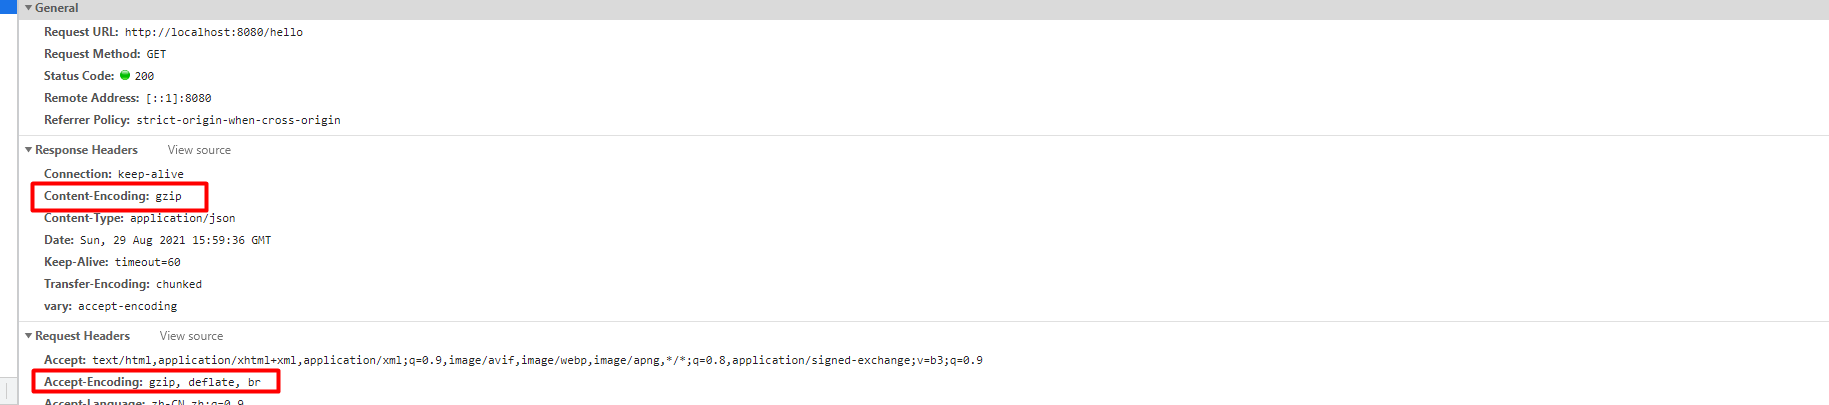 General
Request URL: http://localhost:8080/hello
Request Method: GET
Status Code: 200
Remote Address: [::1]:8080
Referrer Policy: strict-origin-when-cross-origin
Response Headers View source
Connection: keep-alive
Content-Encoding: gzip
Content-Type: application/json
Date: Sun, 29 Aug 2021 15:59:36 GMT
Keep-Alive: timeout=60
Transfer-Encoding: chunked
vary: accept-encoding
Request Headers View source
Accept: text/html,application/xhtml+xml,application/xml;q=0.9,image/avif,image/webp,image/apng,*/*;q=0.8,application/signed-exchange;v=b3;q=0.9
Accept-Encoding: gzip, deflate, br
Accept-Language: zh-CN,zh;q=0.9